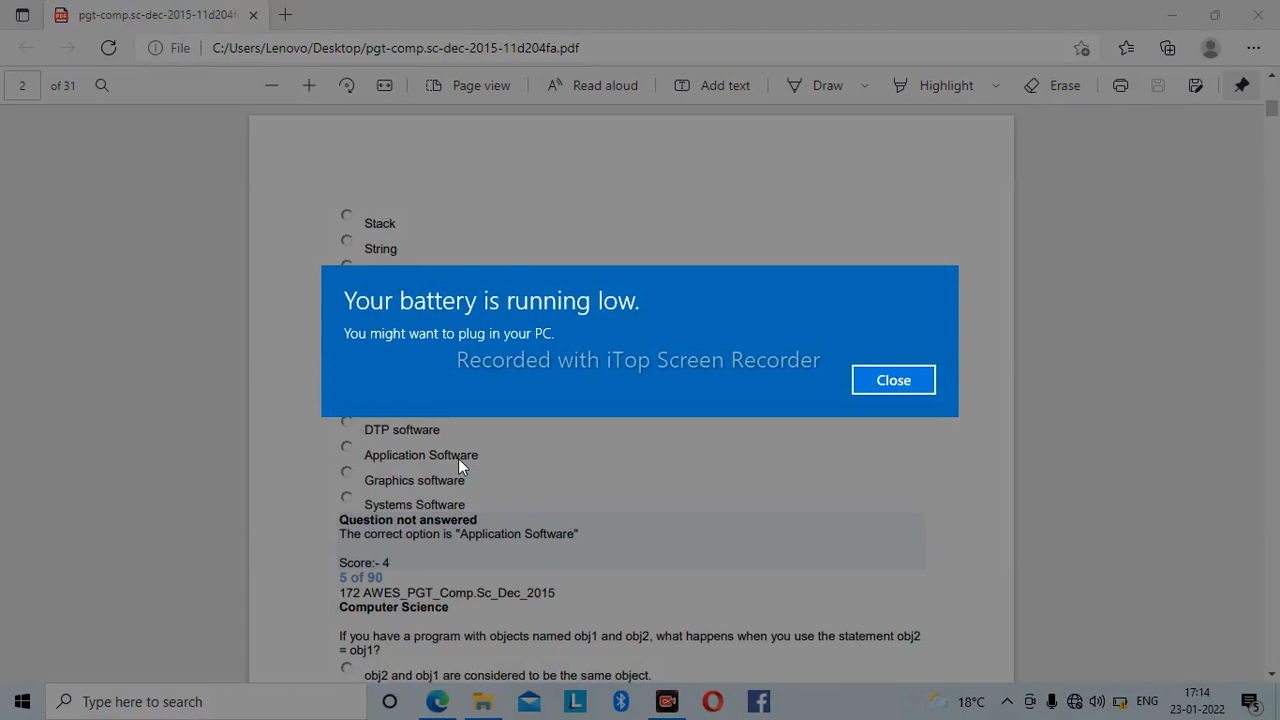 pgt-comp.sc-dec-2015-11d204f
File C:/Users/Lenovo/Desktop/pgt-comp.sc-dec-2015-11d204fa.pdf
2 of 31 Page view Read aloud Add text Draw Highlight Erase
Stack
String
Your battery is running low.
You might want to plug in your PC.
Recorded with iTop Screen Recorder
Close
DTP software
Application Software
Graphics software
Systems Software
Question not answered
The correct option is "Application Software"
Score:- 4
5 of 90
172 AWES_PGT_Comp.Sc_Dec_2015
Computer Science
If you have a program with objects named obj1 and obj2, what happens when you use the statement obj2
= obj1?
obj2 and obj1 are considered to be the same object.
Type here to search
18°C ENG 17:14
23-01-2022
5